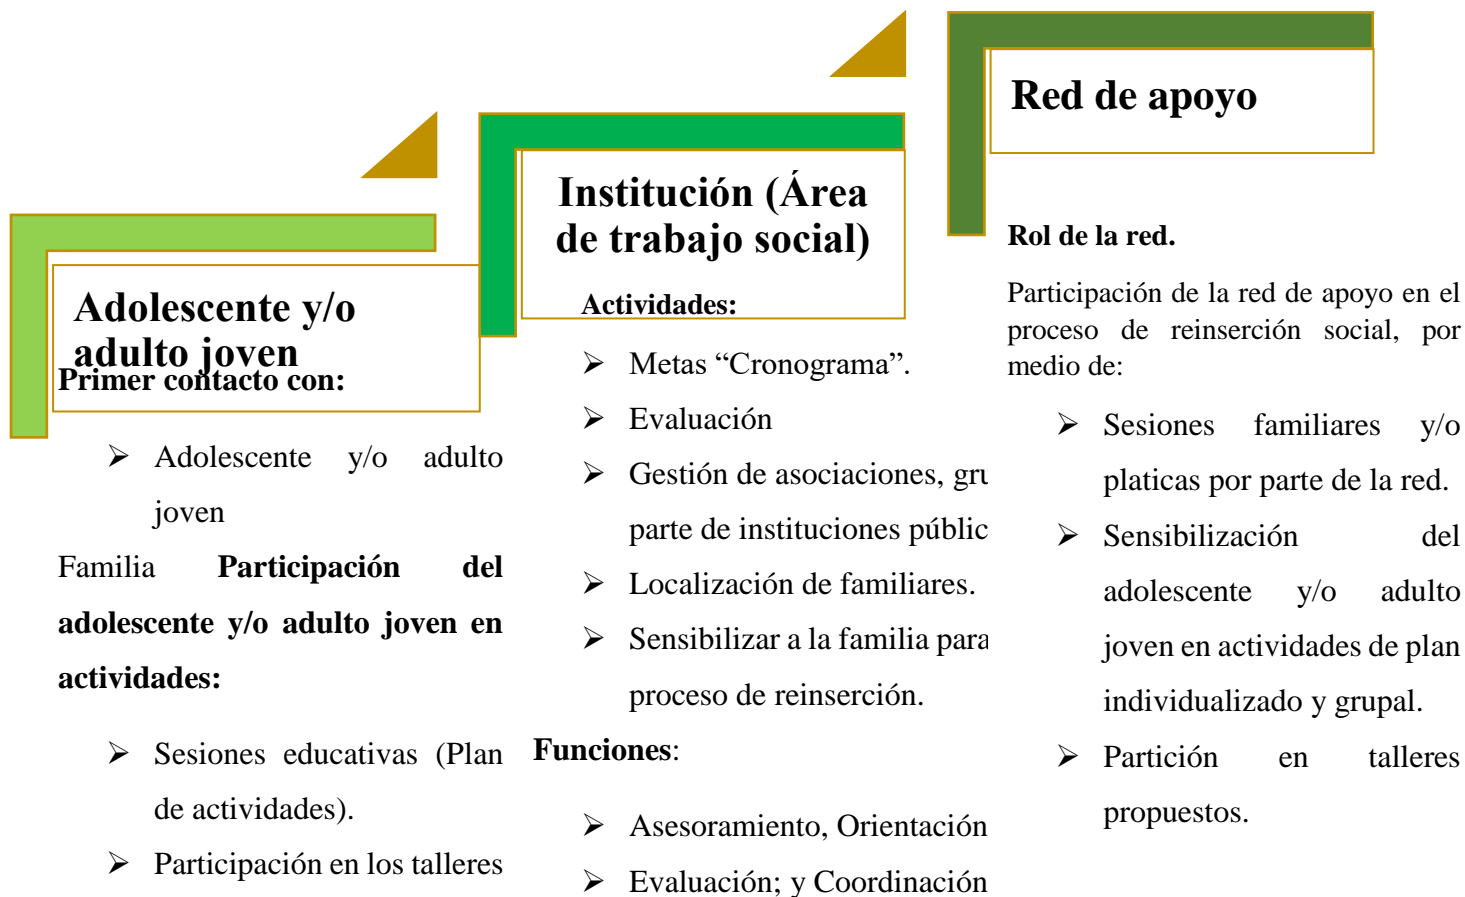 Adolescente y/o
adulto joven
Primer contacto con:
➢ Adolescente y/o adulto
joven
Familia Participación del
adolescente y/o adulto joven en
actividades:
➢ Sesiones educativas (Plan
de actividades).
➢ Participación en los talleres
Institución (Área
de trabajo social)
Actividades:
➢ Metas “Cronograma”.
➢ Evaluación
➢ Gestión de asociaciones,
parte de instituciones
➢ Localización de familiares.
➢ Sensibilizar a la familia para
proceso de reinserción.
Funciones:
➢ Asesoramiento, Orientación
➢ Evaluación; y Coordinación
Red de apoyo
Rol de la red.
Participación de la red de apoyo en el
proceso de reinserción social, por
medio de:
➢ Sesiones familiares y/o
platicas por parte de la red.
➢ Sensibilización del
adolescente y/o adulto
joven en actividades de plan
individualizado y grupal.
➢ Partición en talleres
propuestos.